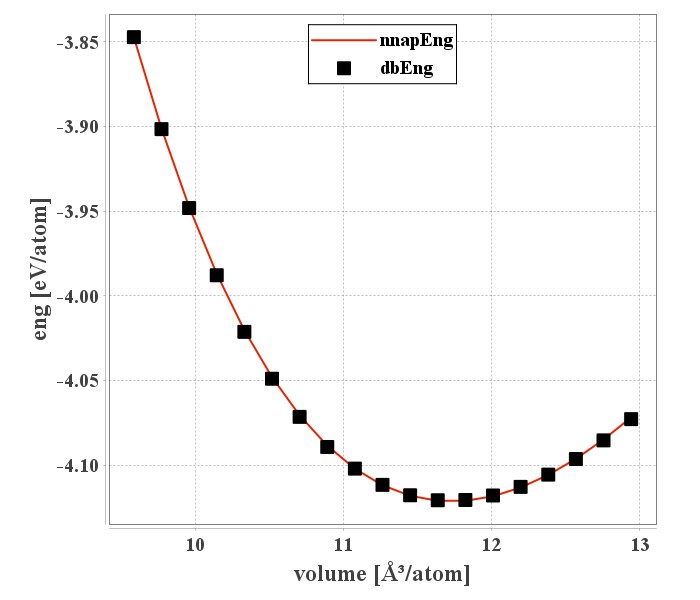 nnapEng
dbEng
-3.85
-3.90
-3.95
-4.00
-4.05
-4.10
eng [eV/atom]
10
11
12
13
volume [Å³/atom]